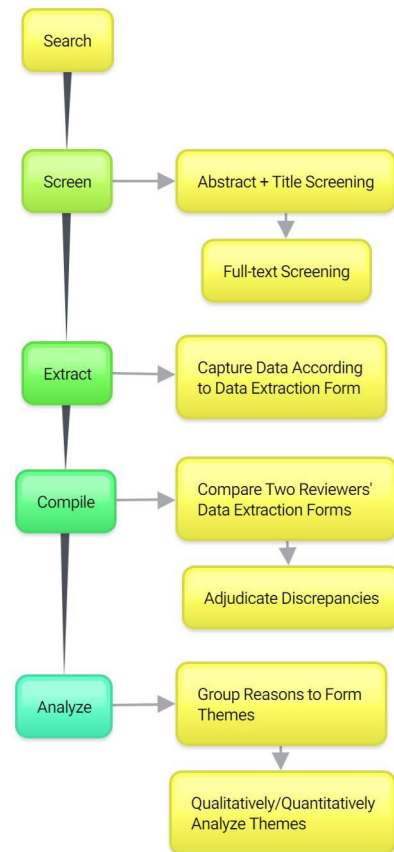 Search
Screen
Abstract + Title Screening
Full-text Screening
Extract
Capture Data According
to Data Extraction Form
Compile
Compare Two Reviewers'
Data Extraction Forms
Adjudicate Discrepancies
Analyze
Group Reasons to Form
Themes
Qualitatively/Quantitatively
Analyze Themes